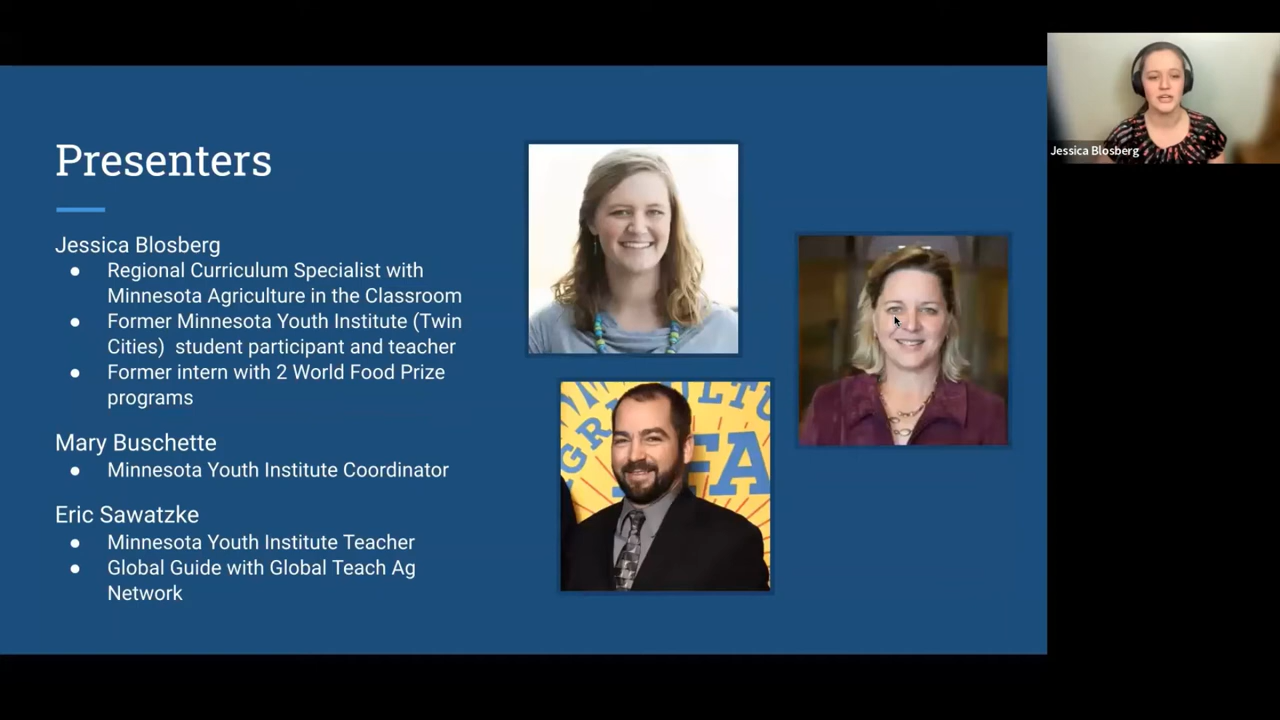 Presenters
Jessica Blosberg
● Regional Curriculum Specialist with
Minnesota Agriculture in the Classroom
● Former Minnesota Youth Institute (Twin
Cities) student participant and teacher
● Former intern with 2 World Food Prize
programs
Mary Buschette
● Minnesota Youth Institute Coordinator
Eric Sawatzke
● Minnesota Youth Institute Teacher
● Global Guide with Global Teach Ag
Network
Jessica Blosberg